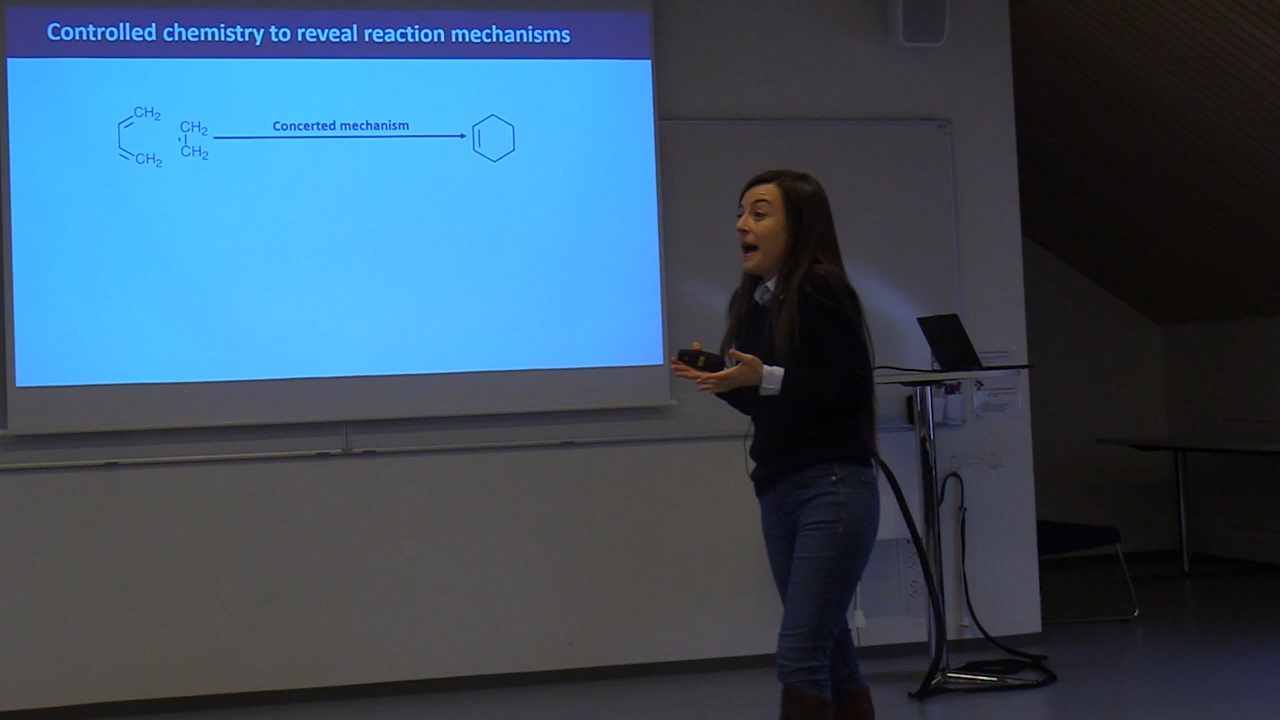 Controlled chemistry to reveal reaction mechanisms
CH2
CH2
Concerted mechanism
CH2
CH2